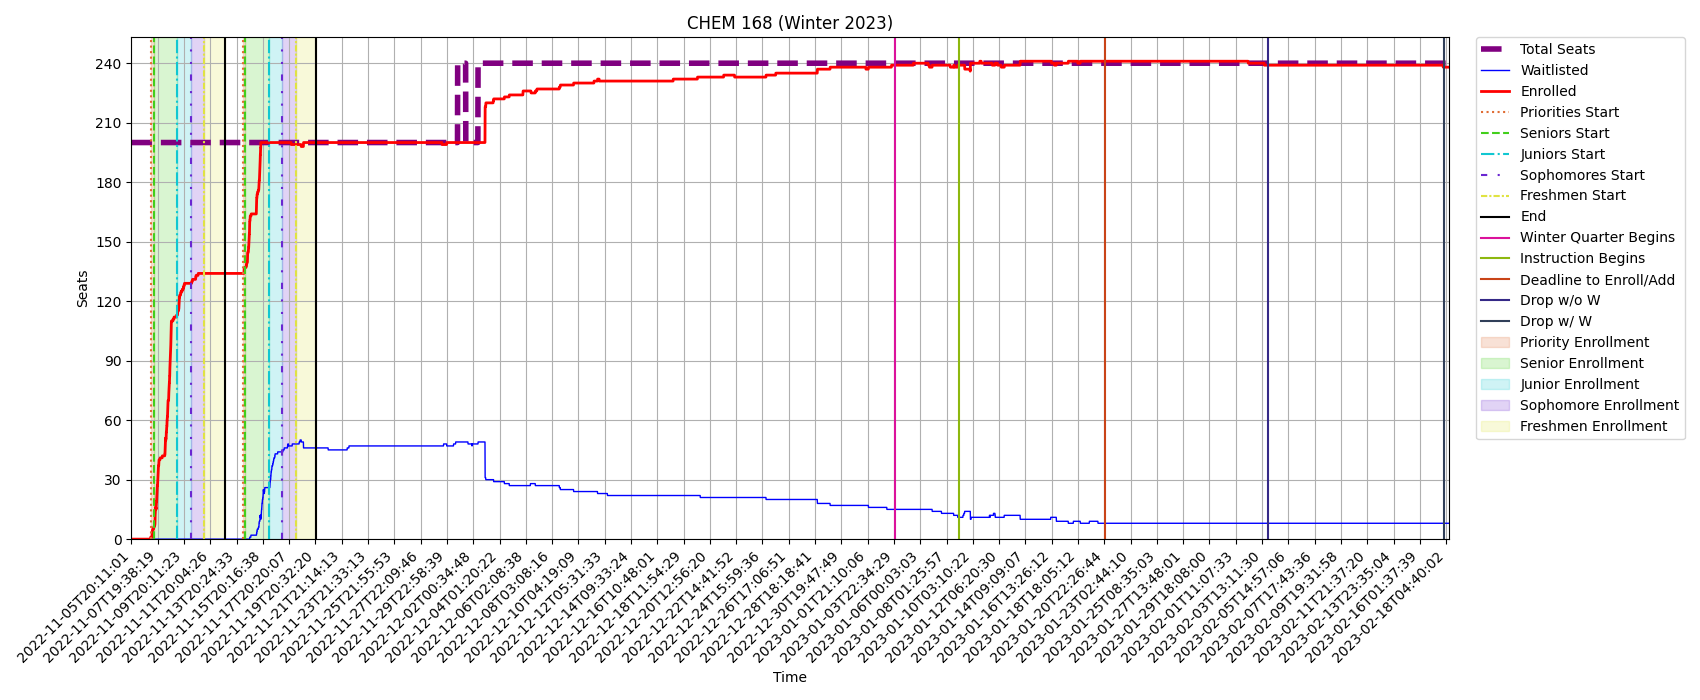 CHEM 168 (Winter 2023)
Seats
240
210
180
150
120
90
60
30
0
2022-11-05T20:11:01
2022-11-07T19:38:19
2022-11-09T20:11:23
2022-11-11T20:04:26
2022-11-13T20:24:33
2022-11-15T20:16:38
2022-11-17T20:20:07
2022-11-19T20:32:20
2022-11-21T21:14:13
2022-11-23T21:33:13
2022-11-25T21:55:53
2022-11-27T22:09:46
2022-11-29T22:58:39
2022-12-02T00:34:48
2022-12-04T01:20:22
2022-12-06T02:08:38
2022-12-08T03:08:16
2022-12-10T04:19:09
2022-12-12T05:31:33
2022-12-14T09:33:24
2022-12-16T10:48:01
2022-12-18T11:54:29
2022-12-20T12:56:20
2022-12-22T14:41:52
2022-12-24T15:59:36
2022-12-26T17:06:51
2022-12-28T18:18:41
2022-12-30T19:47:49
2023-01-01T21:10:06
2023-01-03T22:34:29
2023-01-06T00:03:03
2023-01-08T01:25:57
2023-01-10T03:10:22
2023-01-12T06:20:30
2023-01-14T09:09:07
2023-01-16T13:26:12
2023-01-18T18:05:12
2023-01-20T22:26:44
2023-01-23T02:44:10
2023-01-25T08:35:03
2023-01-27T13:48:01
2023-01-29T18:08:00
2023-02-01T11:07:33
2023-02-03T13:11:30
2023-02-05T14:57:06
2023-02-07T17:43:36
2023-02-09T19:31:58
2023-02-11T21:37:20
2023-02-13T23:35:04
2023-02-16T01:37:39
2023-02-18T04:40:02
Time
Total Seats
Waitlisted
Enrolled
Priorities Start
Seniors Start
Juniors Start
Sophomores Start
Freshmen Start
End
Winter Quarter Begins
Instruction Begins
Deadline to Enroll/Add
Drop w/o W
Drop w/ W
Priority Enrollment
Senior Enrollment
Junior Enrollment
Sophomore Enrollment
Freshmen Enrollment